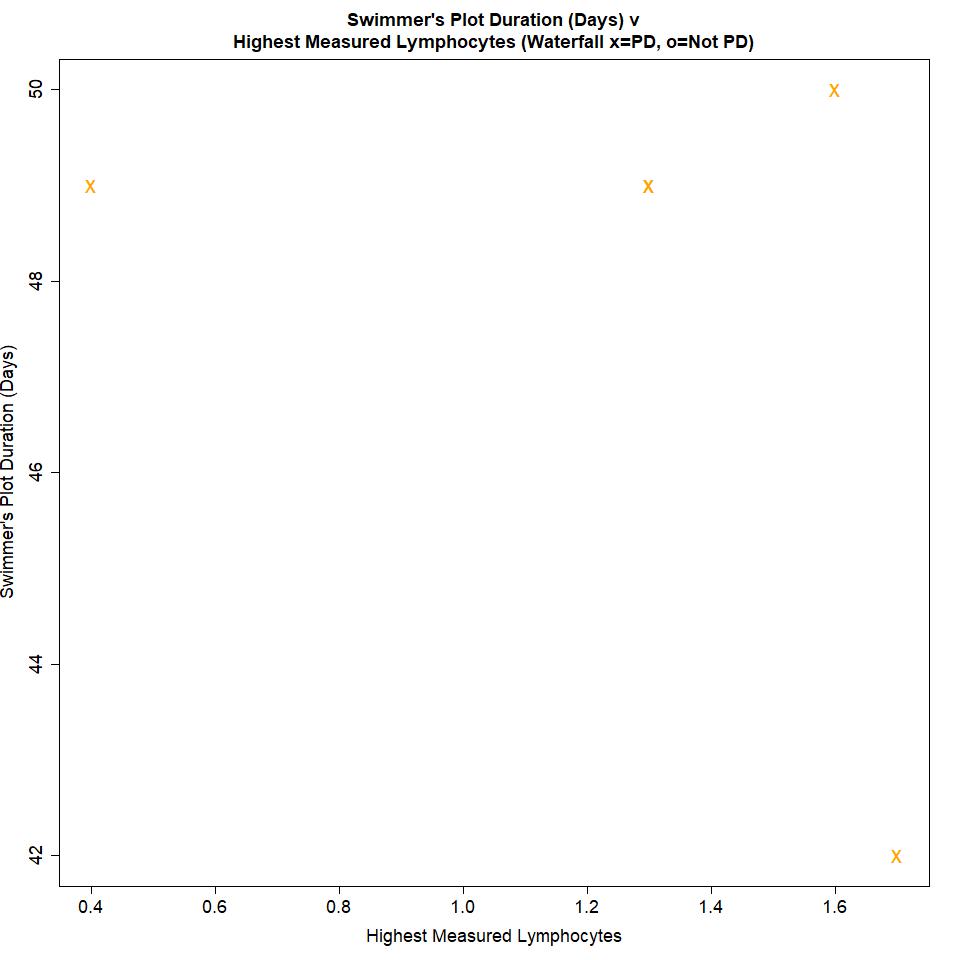 Swimmer's Plot Duration (Days) v
Highest Measured Lymphocytes (Waterfall x=PD, o=Not PD)
Swimmer's Plot Duration (Days)
50
48
46
44
42
X
X
X
X
0.4
0.6
0.8
1.0
1.2
1.4
1.6
Highest Measured Lymphocytes